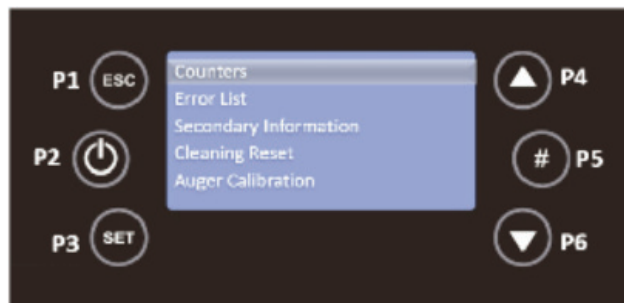 P1 ESC
Counters
P4
Error List
Secondary Information
P2
Cleaning Reset
# P5
Auger Calibration
P3 SET
P6